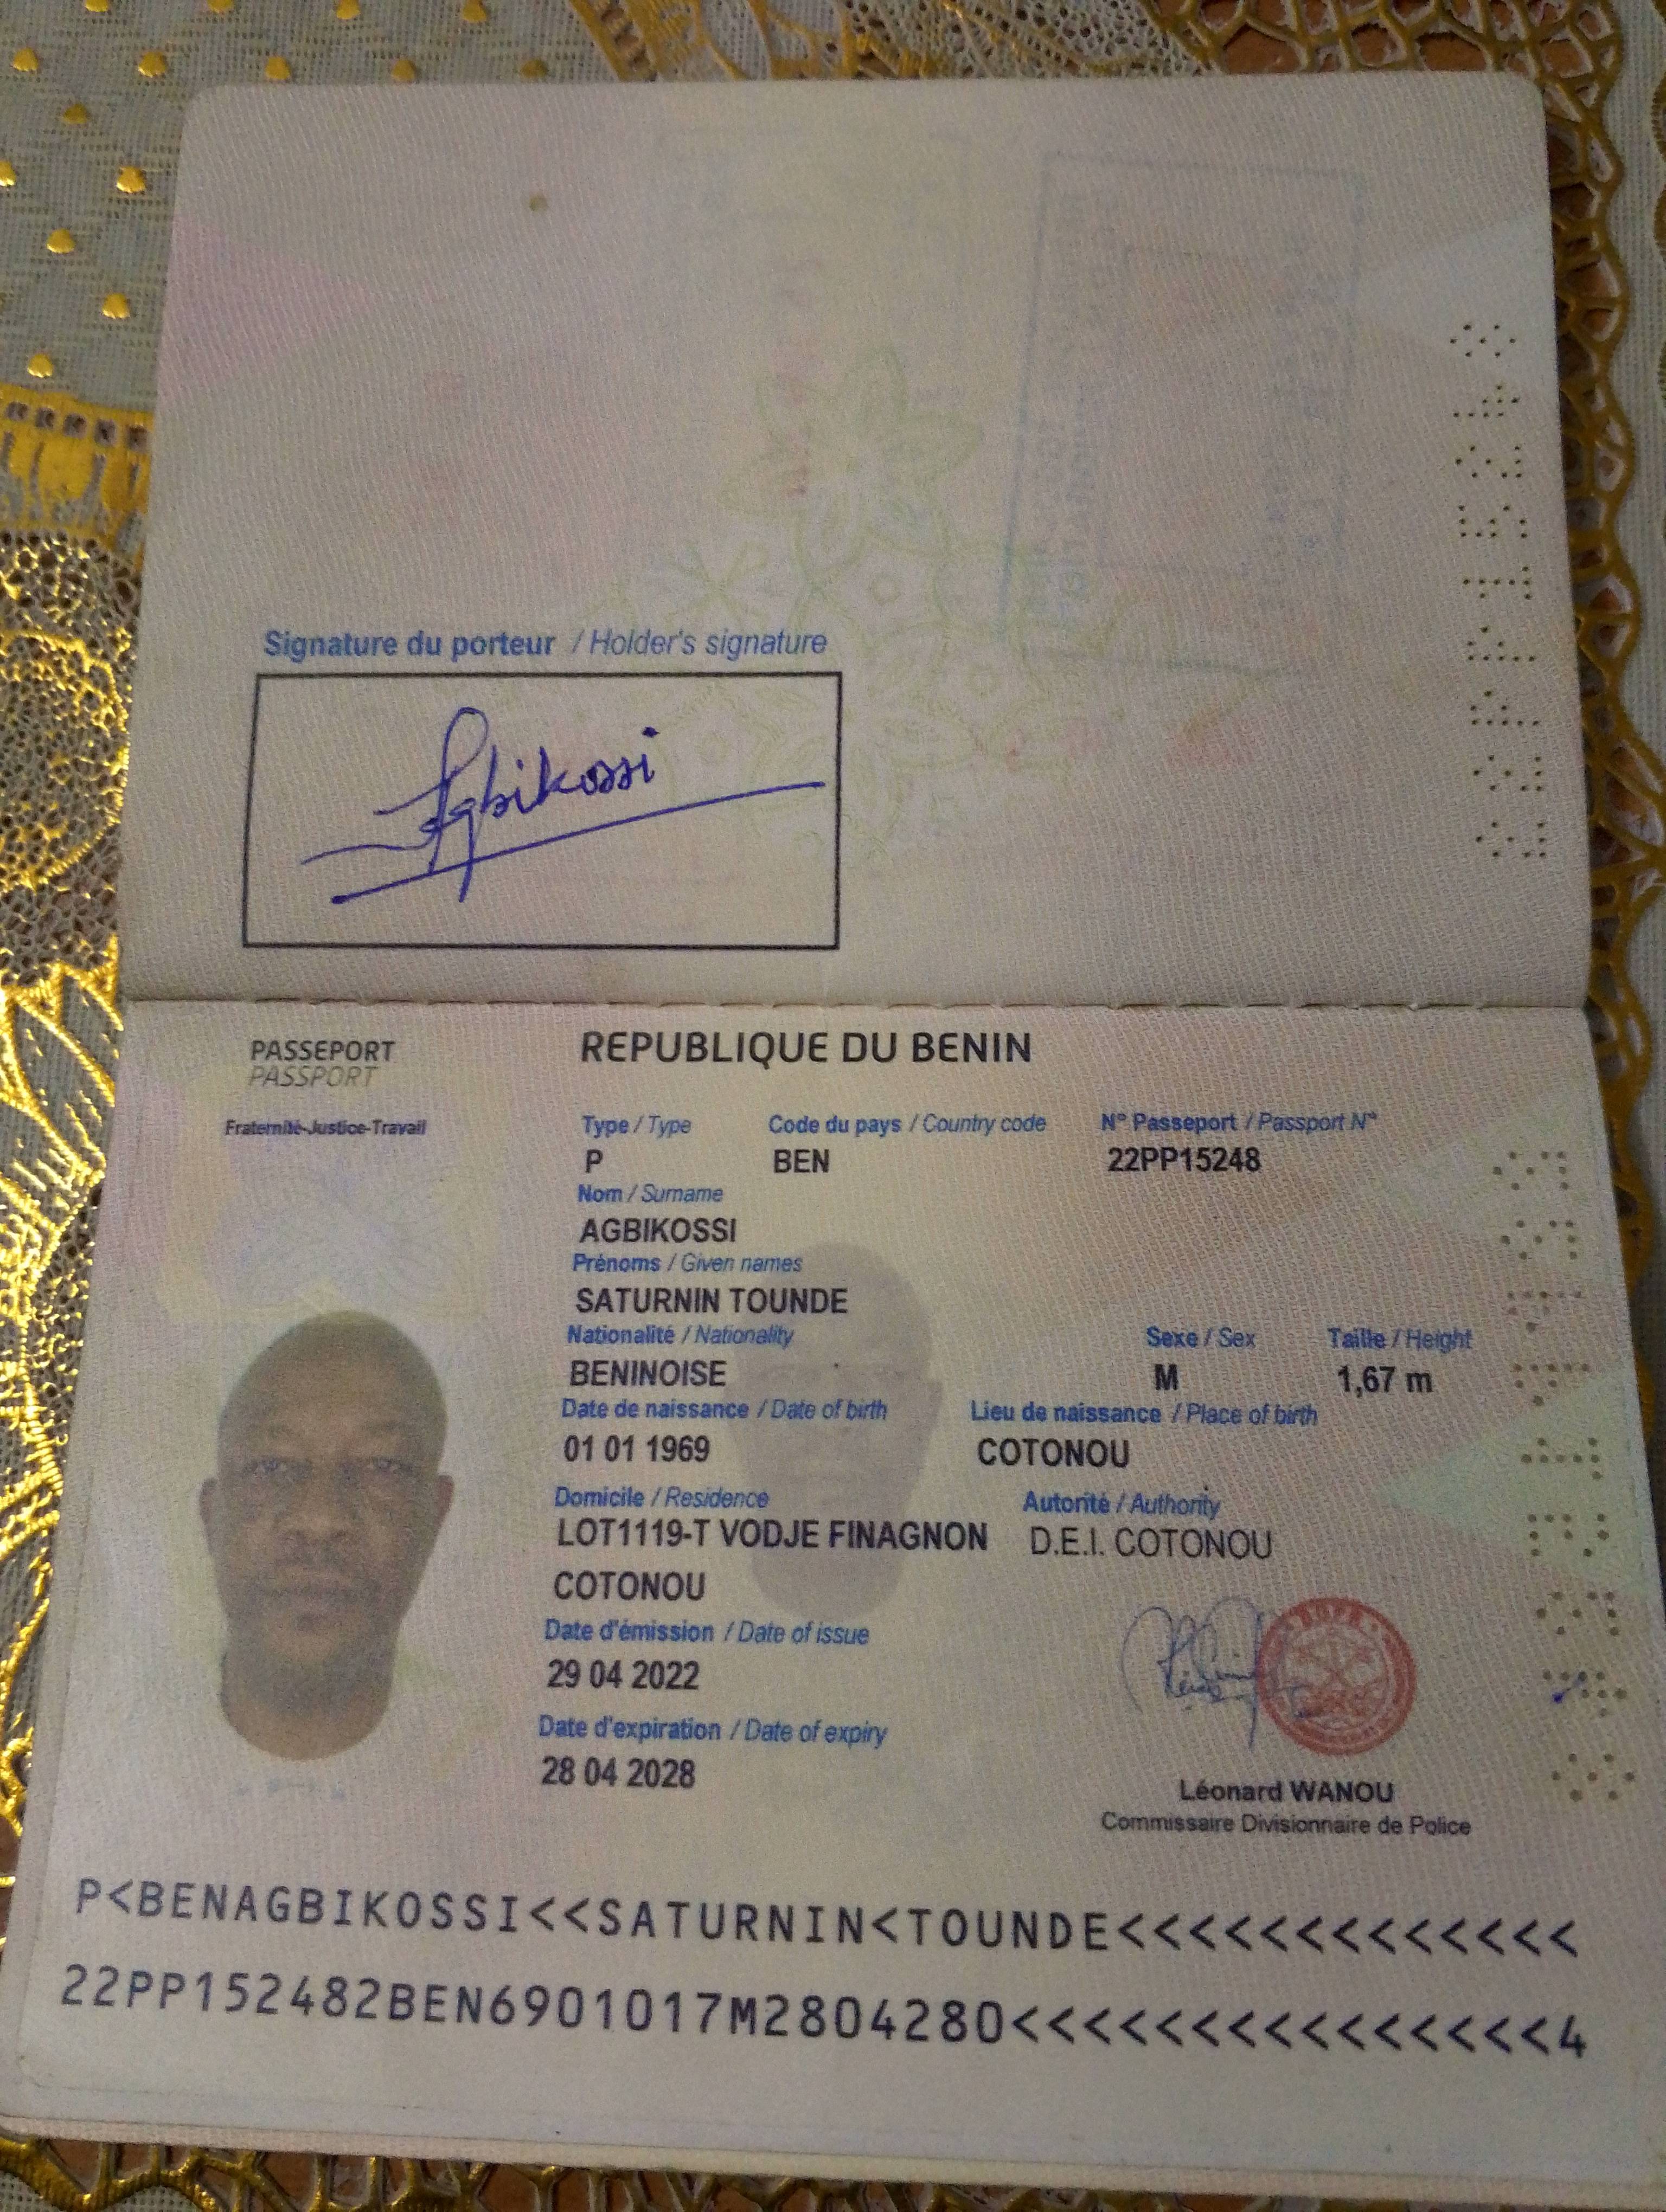 Signature du porteur / Holder's signature
Agbikossi
PASSEPORT
PASSPORT
REPUBLIQUE DU BENIN
Fraternité-Justice-Travail
Type / Type
Code du pays / Country code
N° Passeport / Passport N°
P
BEN
22PP15248
Nom / Surname
AGBIKOSSI
Prénoms / Given names
SATURNIN TOUNDE
Nationalité / Nationality
Sexe / Sex
Taille / Height
BENINOISE
M
1,67 m
Date de naissance / Date of birth
Lieu de naissance / Place of birth
01 01 1969
COTONOU
Domicile / Residence
Autorité / Authority
LOT1119-T VODJE FINAGNON
D.E.I. COTONOU
COTONOU
Date d'émission / Date of issue
29 04 2022
Date d'expiration / Date of expiry
28 04 2028
Léonard WANOU
Commissaire Divisionnaire de Police
P<BENAGBIKOSSI<<SATURNIN<TOUNDE<<<<<<<<<<<<<
22PP152482BEN6901017M2804280<<<<<<<<<<<<<<<4